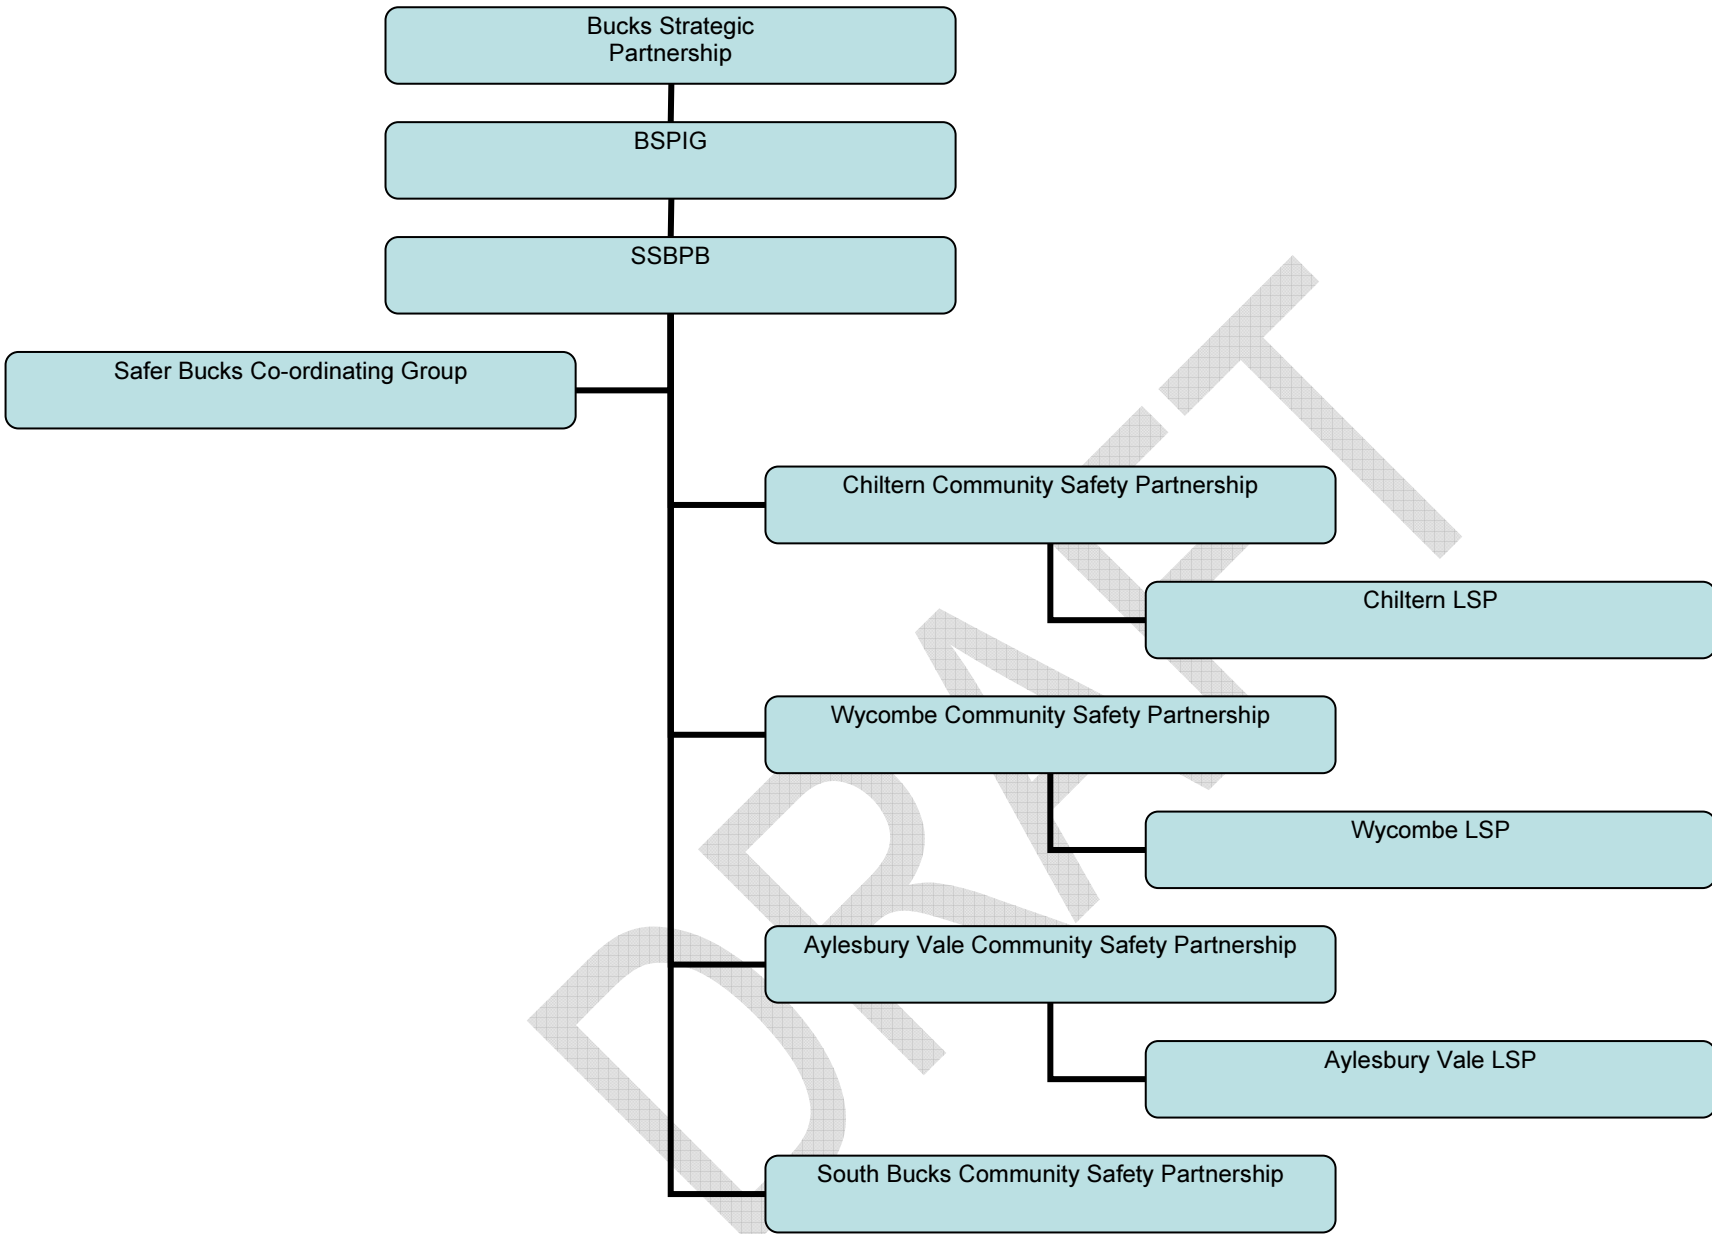 Bucks Strategic
Partnership
BSPIG
SSBPB
Safer Bucks Co-ordinating Group
Chiltern Community Safety Partnership
Chiltern LSP
Wycombe Community Safety Partnership
Wycombe LSP
Aylesbury Vale Community Safety Partnership
Aylesbury Vale LSP
South Bucks Community Safety Partnership
DRAFT